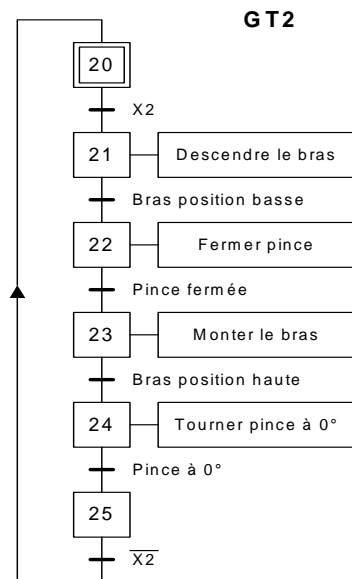 GT2
20
X2
21
Descendre le bras
Bras position basse
22
Fermer pince
Pince fermée
23
Monter le bras
Bras position haute
24
Tourner pince à 0°
Pince à 0°
25
X̅2̅